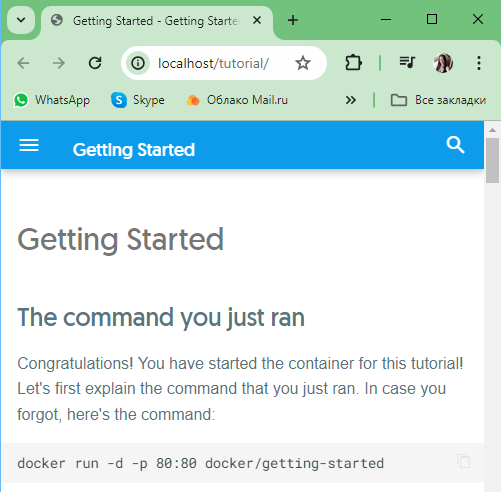 Getting Started - Getting Starte
localhost/tutorial/
WhatsApp
Skype
Облако Mail.ru
Все закладки
Getting Started
Getting Started
The command you just ran
Congratulations! You have started the container for this tutorial!
Let's first explain the command that you just ran. In case you
forgot, here's the command:
docker run -d -p 80:80 docker/getting-started